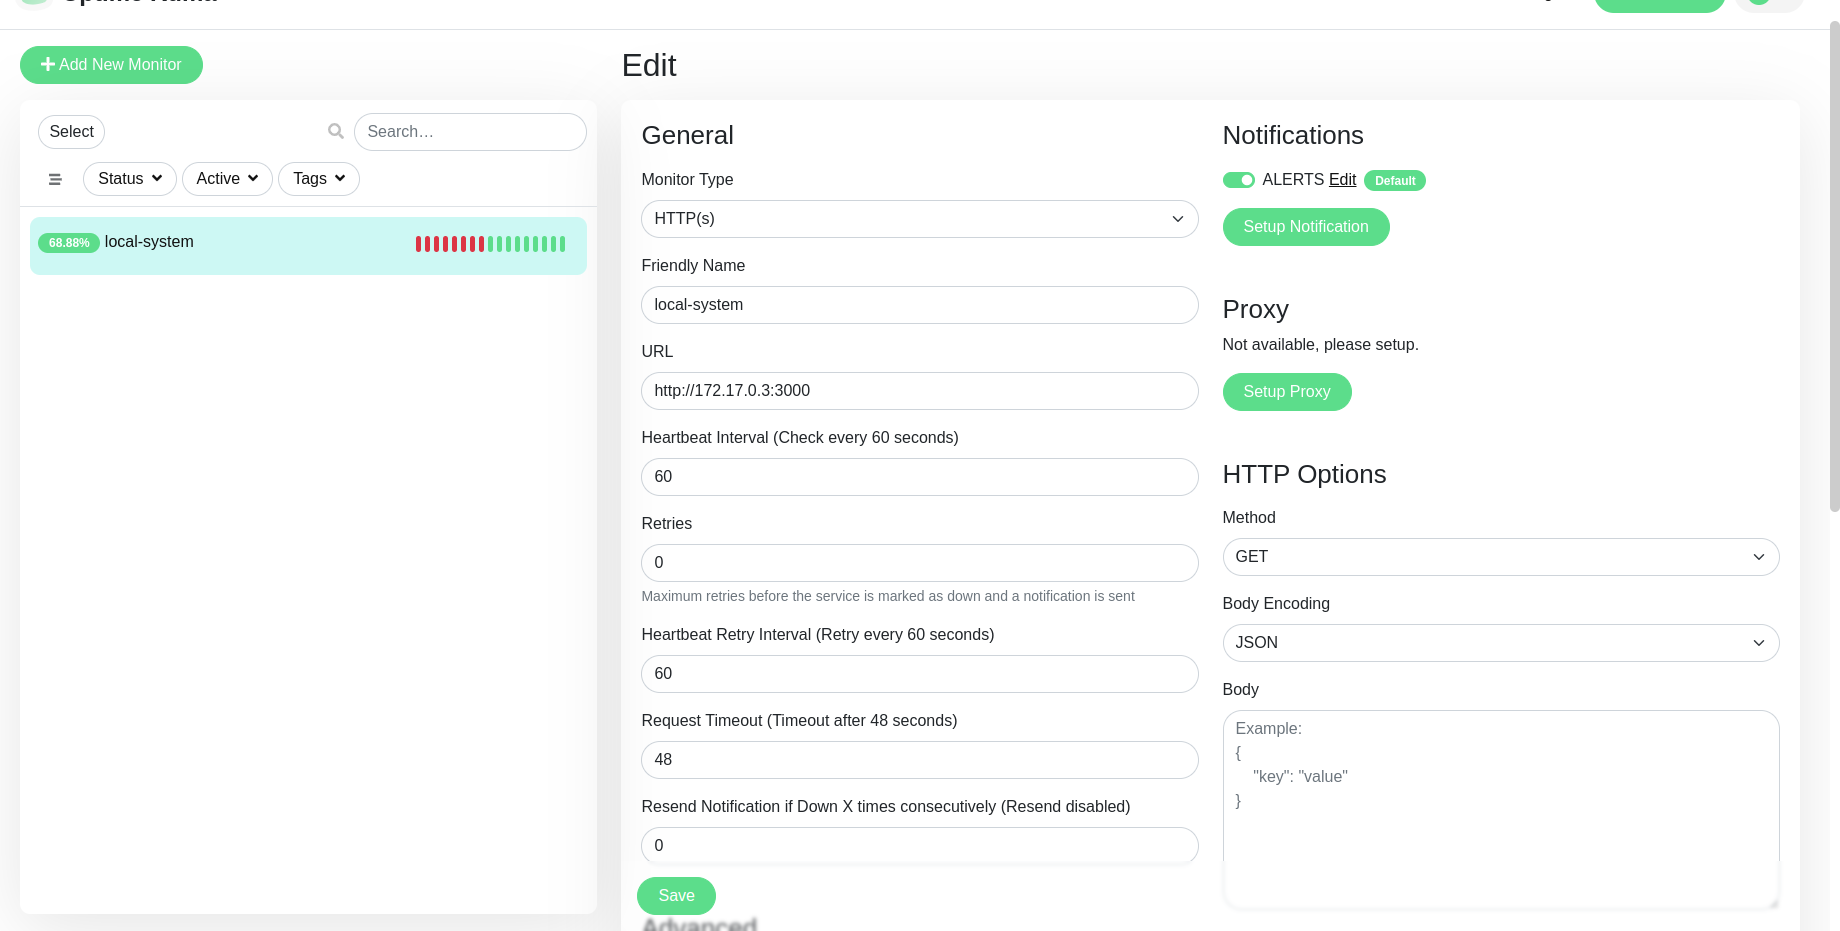 Add New Monitor
Edit
Select
Search…
Status
Active
Tags
68.88% local-system
General
Monitor Type
HTTP(s)
Friendly Name
local-system
URL
http://172.17.0.3:3000
Heartbeat Interval (Check every 60 seconds)
60
Retries
0
Maximum retries before the service is marked as down and a notification is sent
Heartbeat Retry Interval (Retry every 60 seconds)
60
Request Timeout (Timeout after 48 seconds)
48
Resend Notification if Down X times consecutively (Resend disabled)
0
Save
Advanced
Notifications
ALERTS Edit Default
Setup Notification
Proxy
Not available, please setup.
Setup Proxy
HTTP Options
Method
GET
Body Encoding
JSON
Body
Example:
{
    "key": "value"
}